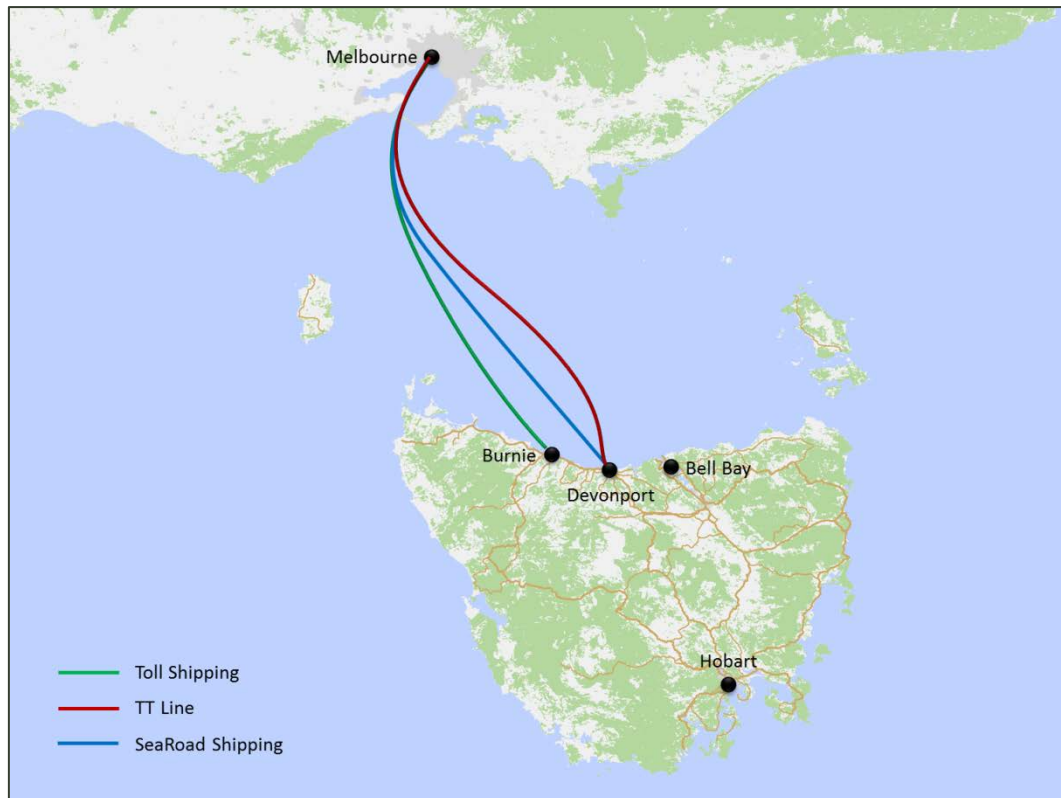 Melbourne
Burnie
Devonport
Bell Bay
Hobart
Toll Shipping
TT Line
SeaRoad Shipping